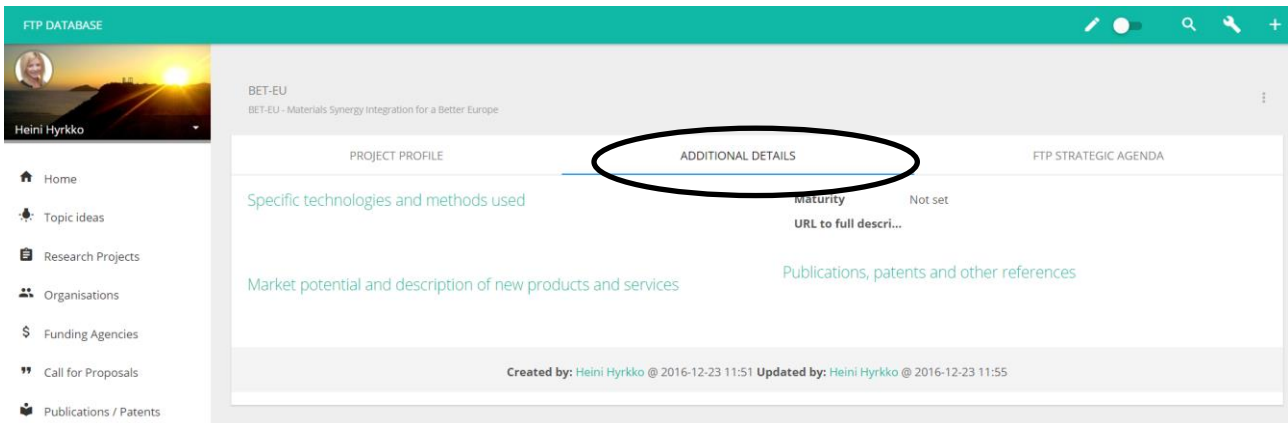 FTP DATABASE
Heini Hyrkko
Home
Topic ideas
Research Projects
Organisations
Funding Agencies
Call for Proposals
Publications / Patents
BET-EU
BET-EU - Materials Synergy Integration for a Better Europe
PROJECT PROFILE
ADDITIONAL DETAILS
FTP STRATEGIC AGENDA
Specific technologies and methods used
Maturity Not set
URL to full descri...
Market potential and description of new products and services
Publications, patents and other references
Created by: Heini Hyrkko @ 2016-12-23 11:51 Updated by: Heini Hyrkko @ 2016-12-23 11:55